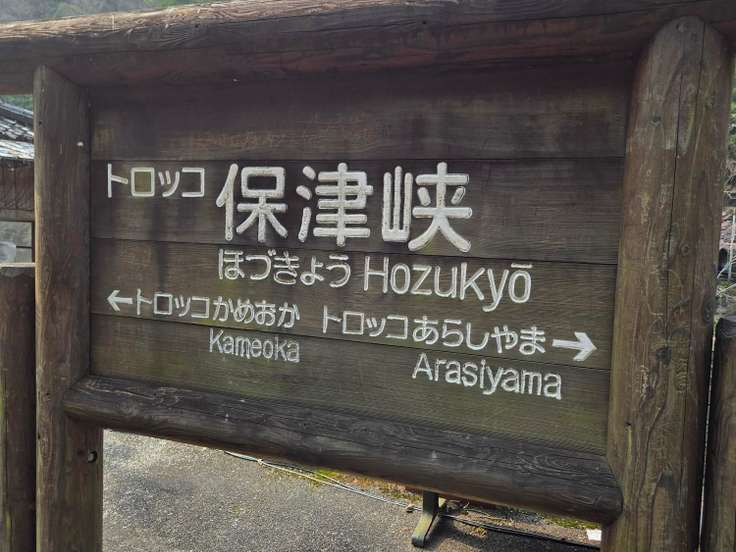 トロッコ 保津峡
ほづきょう Hozukyō
←トロッコかめおか トロッコあらしやま→
Kameoka Arasiyama